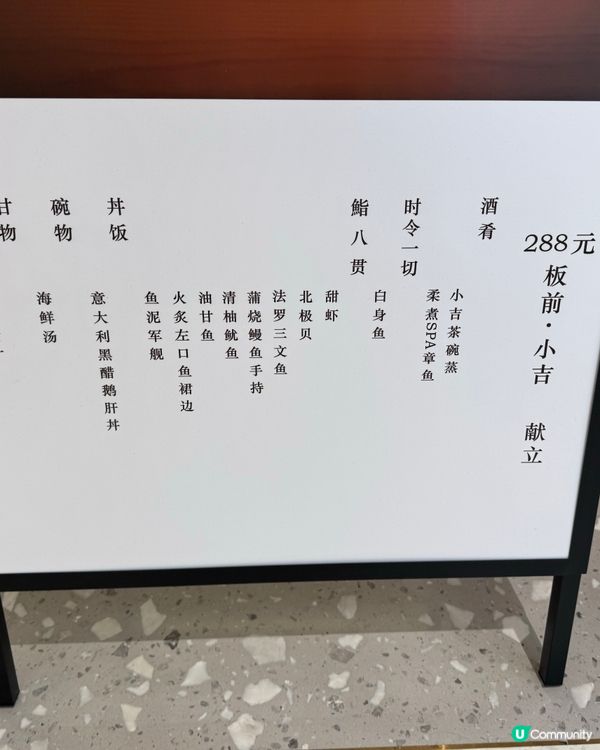 288元
板前·小吉 献立
酒肴
小吉茶碗蒸
柔煮SPA章鱼
时令一切
白身鱼
鮨八贯
甜虾
北极贝
法罗三文鱼
蒲烧鳗鱼手持
清柚鱿鱼
油甘鱼
火炙左口鱼裙边
鱼泥军舰
丼饭
意大利黑醋鹅肝丼
碗物
海鲜汤
甘物
U Community